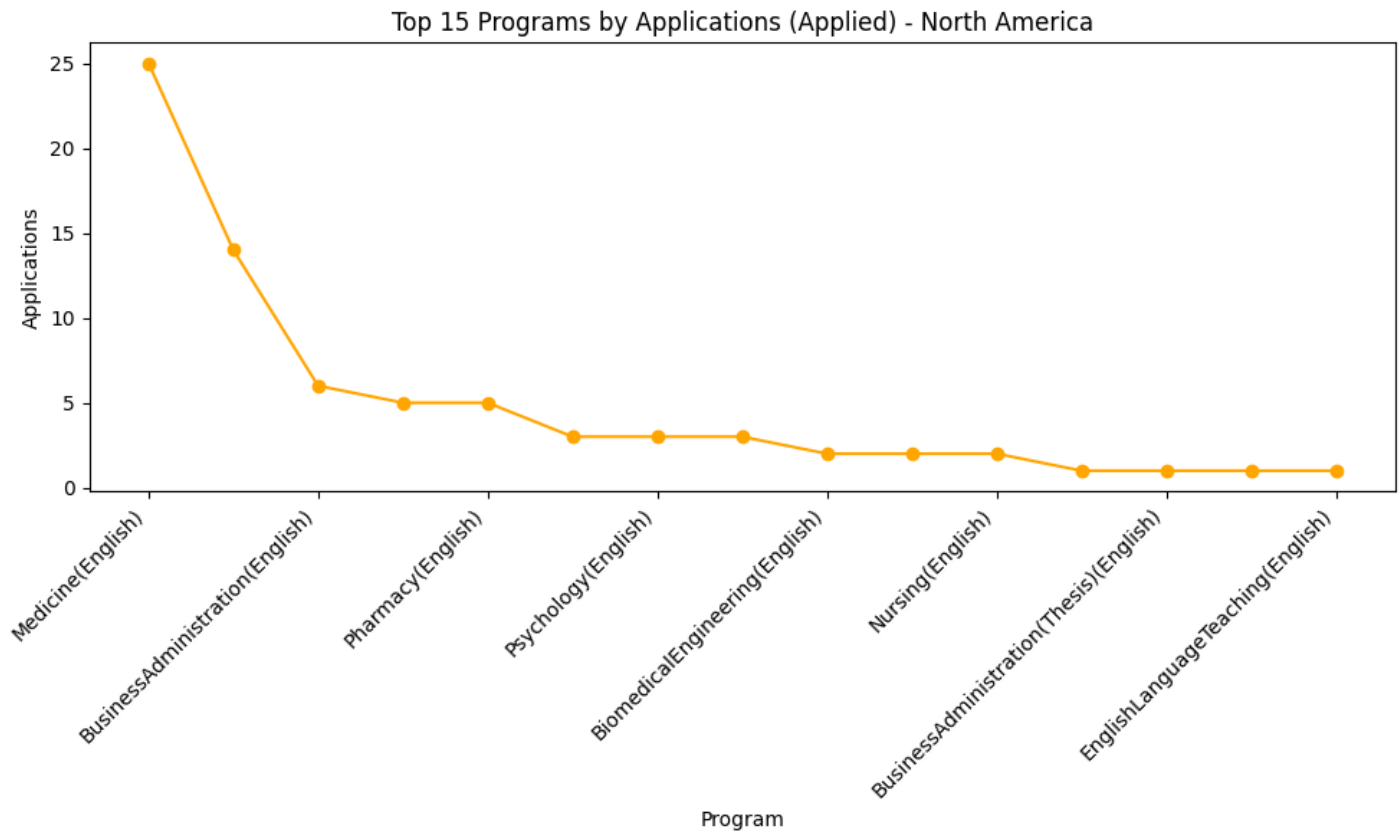 Top 15 Programs by Applications (Applied) - North America
Applications
25
20
15
10
5
0
Medicine(English)
BusinessAdministration(English)
Pharmacy(English)
Psychology(English)
BiomedicalEngineering(English)
Nursing(English)
BusinessAdministration(Thesis)(English)
EnglishLanguageTeaching(English)
Program